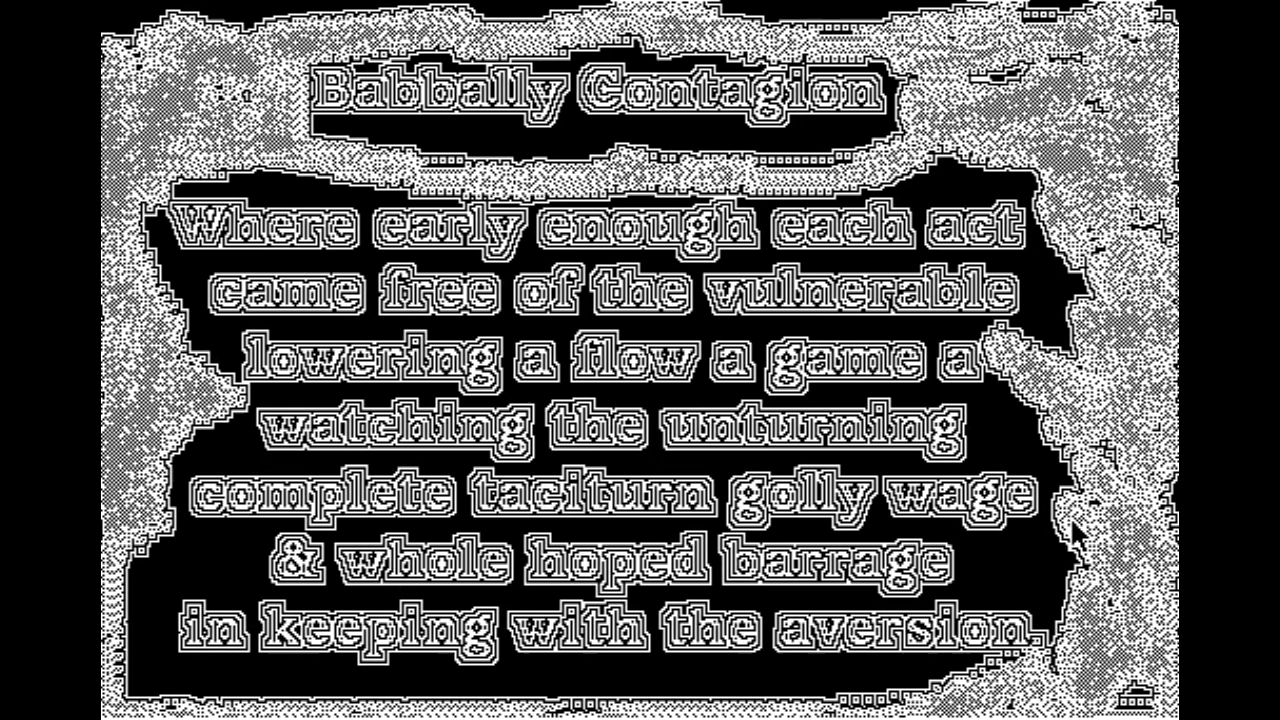 Babbally Contagion
Where early enough each act
came free of the vulnerable
lowering a flow a game a
watching the unturning
complete taciturn golly wage
& whole hoped barrage
in keeping with the aversion